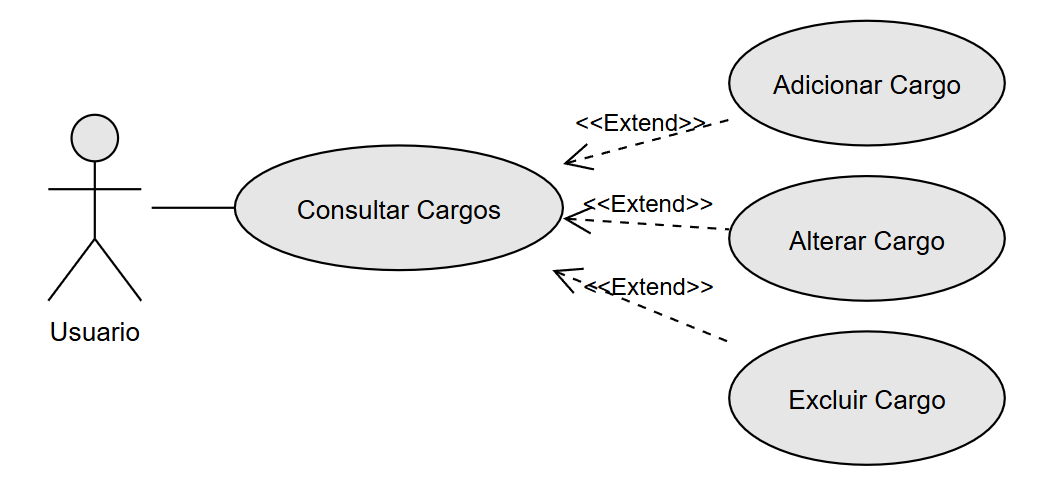 Adicionar Cargo
<<Extend>>
Consultar Cargos
<<Extend>>
Alterar Cargo
<<Extend>>
Usuario
Excluir Cargo